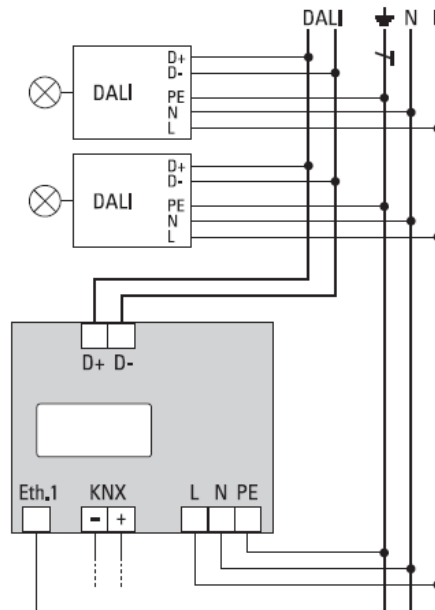 DALI N
D+
D-
DALI
PE
N
L
D+
D-
DALI
PE
N
L
D+ D-
Eth.1 KNX L N PE
- +